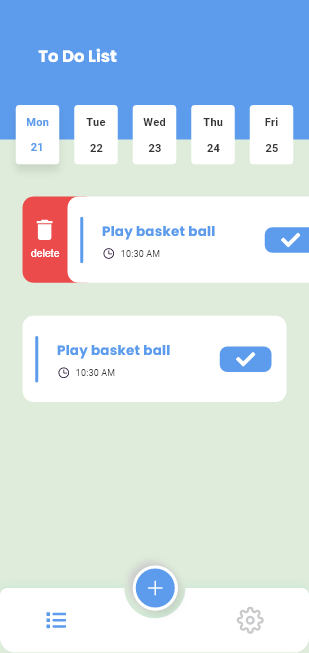 To Do List
Mon Tue Wed Thu Fri
21 22 23 24 25
Play basket ball
10:30 AM
delete
Play basket ball
10:30 AM